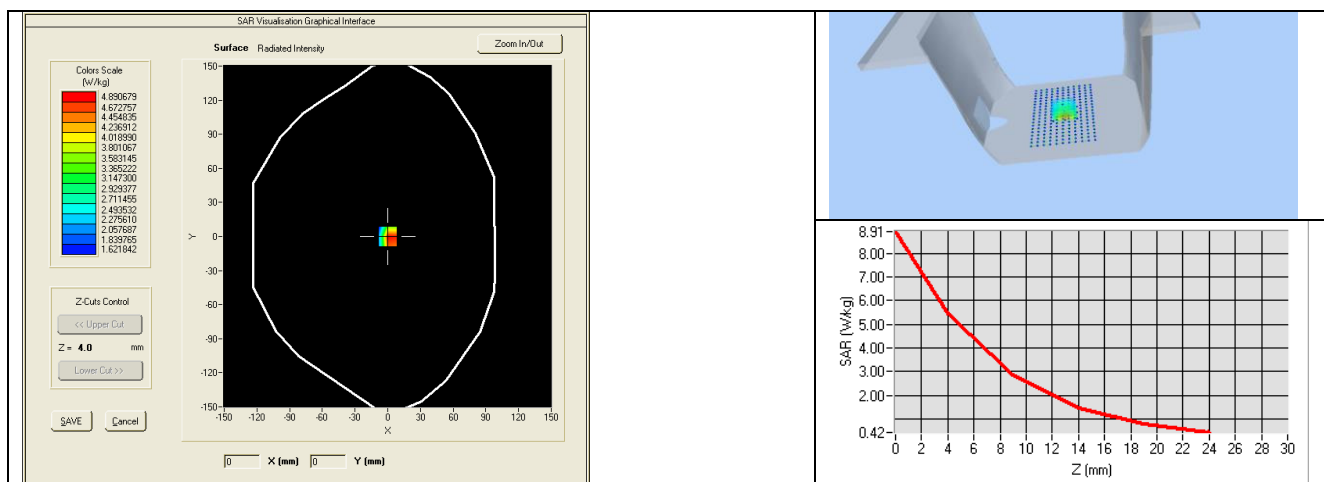 SAR Visualisation Graphical Interface
Surface Radiated Intensity
Zoom In/Out
Colors Scale
(W/kg)
4.890679
4.672757
4.454835
4.236912
4.018990
3.801067
3.583145
3.365222
3.147300
2.929377
2.711455
2.493532
2.275610
2.057687
1.839765
1.621842
Z-Cuts Control
<< Upper Cut
Z = 4.0 mm
Lower Cut >>
SAVE Cancel
150-
120-
90-
60-
30-
0-
-30-
-60-
-90-
-120-
-150-
Y
-150 -120 -90 -60 -30 0 30 60 90 120 150
X
0 X (mm) 0 Y (mm)
8.91-
8.00-
6.00-
5.00-
4.00-
3.00-
2.00-
0.42-
SAR (W/kg)
0 2 4 6 8 10 12 14 16 18 20 22 24 26 28 30
Z (mm)